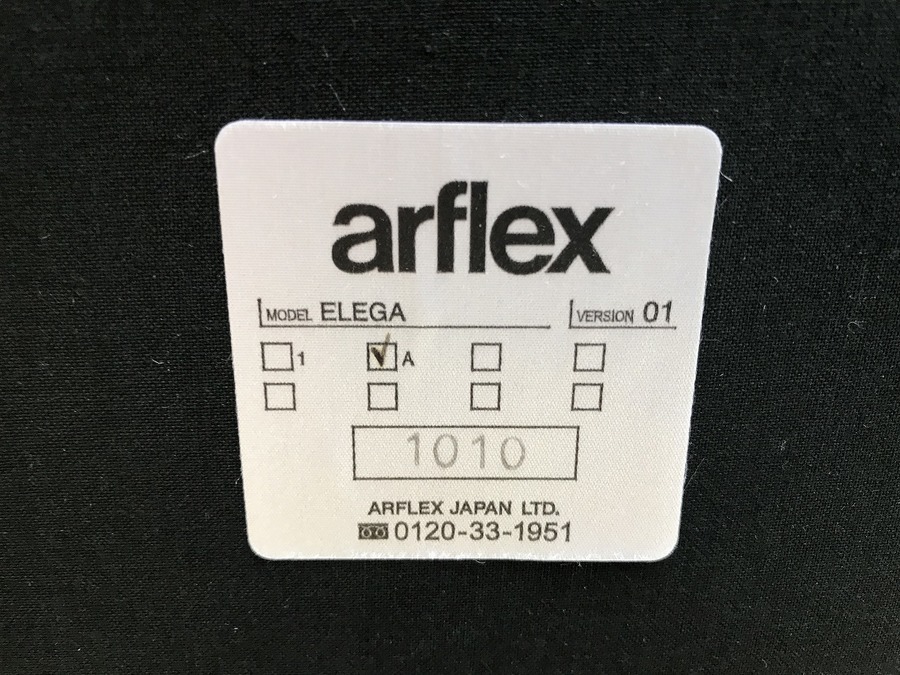 arflex
MODEL ELEGA VERSION 01
1 A
1010
ARFLEX JAPAN LTD.
0120-33-1951